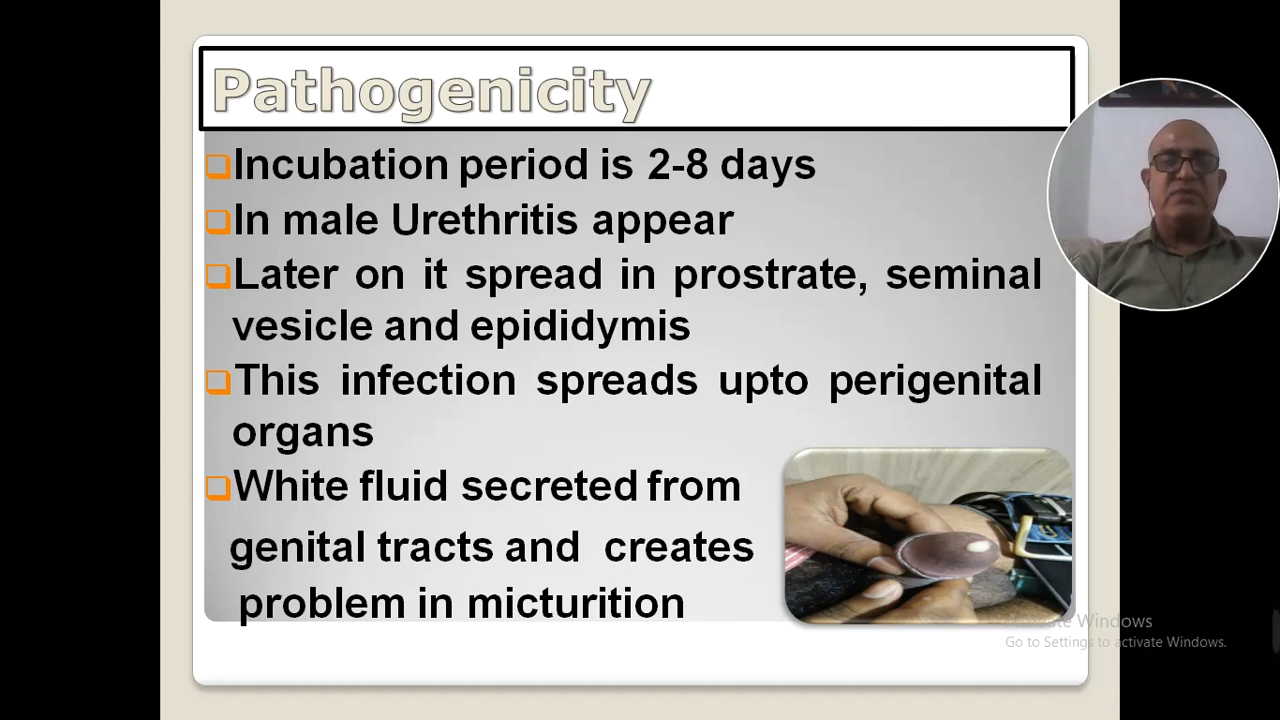 Pathogenicity
Incubation period is 2-8 days
In male Urethritis appear
Later on it spread in prostrate, seminal
vesicle and epididymis
This infection spreads upto perigenital
organs
White fluid secreted from
genital tracts and creates
problem in micturition
Activate Windows
Go to Settings to activate Windows.